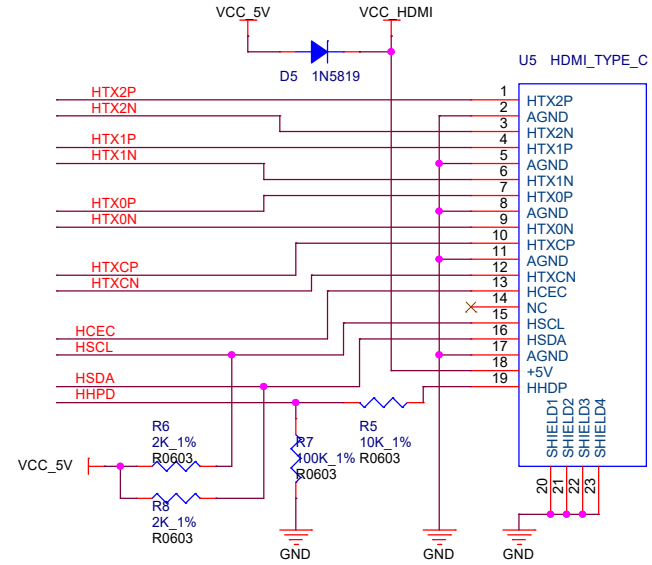 VCC_5V
VCC_HDMI
D5 1N5819
U5 HDMI_TYPE_C
HTX2P
HTX2N
HTX1P
HTX1N
HTX0P
HTX0N
HTXCP
HTXCN
HCEC
HSCL
HSDA
HHPD
1 HTX2P
2 AGND
3 HTX2N
4 HTX1P
5 AGND
6 HTX1N
7 HTX0P
8 AGND
9 HTX0N
10 HTXCP
11 AGND
12 HTXCN
13 HCEC
14 NC
15 HSCL
16 HSDA
17 AGND
18 +5V
19 HHDP
SHIELD1
SHIELD2
SHIELD3
SHIELD4
20
21
22
23
R6
2K_1%
R0603
R7
100K_1%
R0603
R5
10K_1%
R0603
VCC_5V
R8
2K_1%
R0603
GND
GND
GND